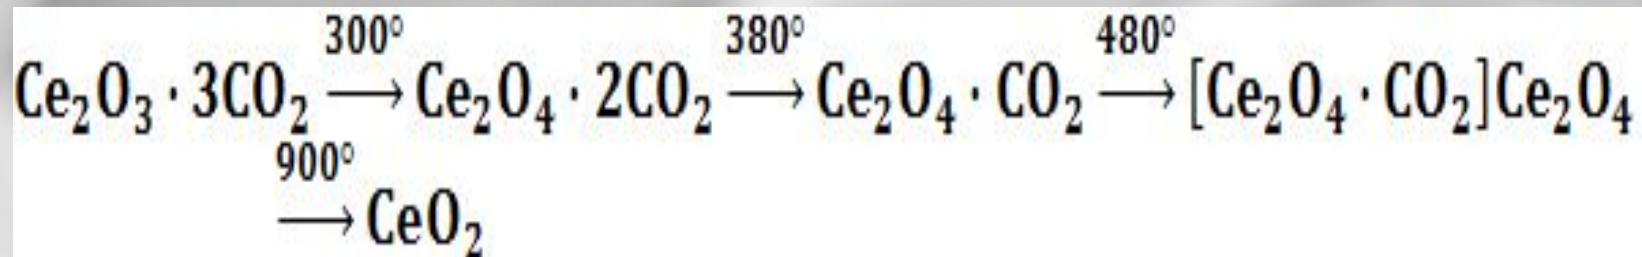 300° 380° 480°
Ce₂O₃ · 3CO₂ ⟶ Ce₂O₄ · 2CO₂ ⟶ Ce₂O₄ · CO₂ ⟶ [Ce₂O₄ · CO₂]Ce₂O₄
900°
⟶ CeO₂